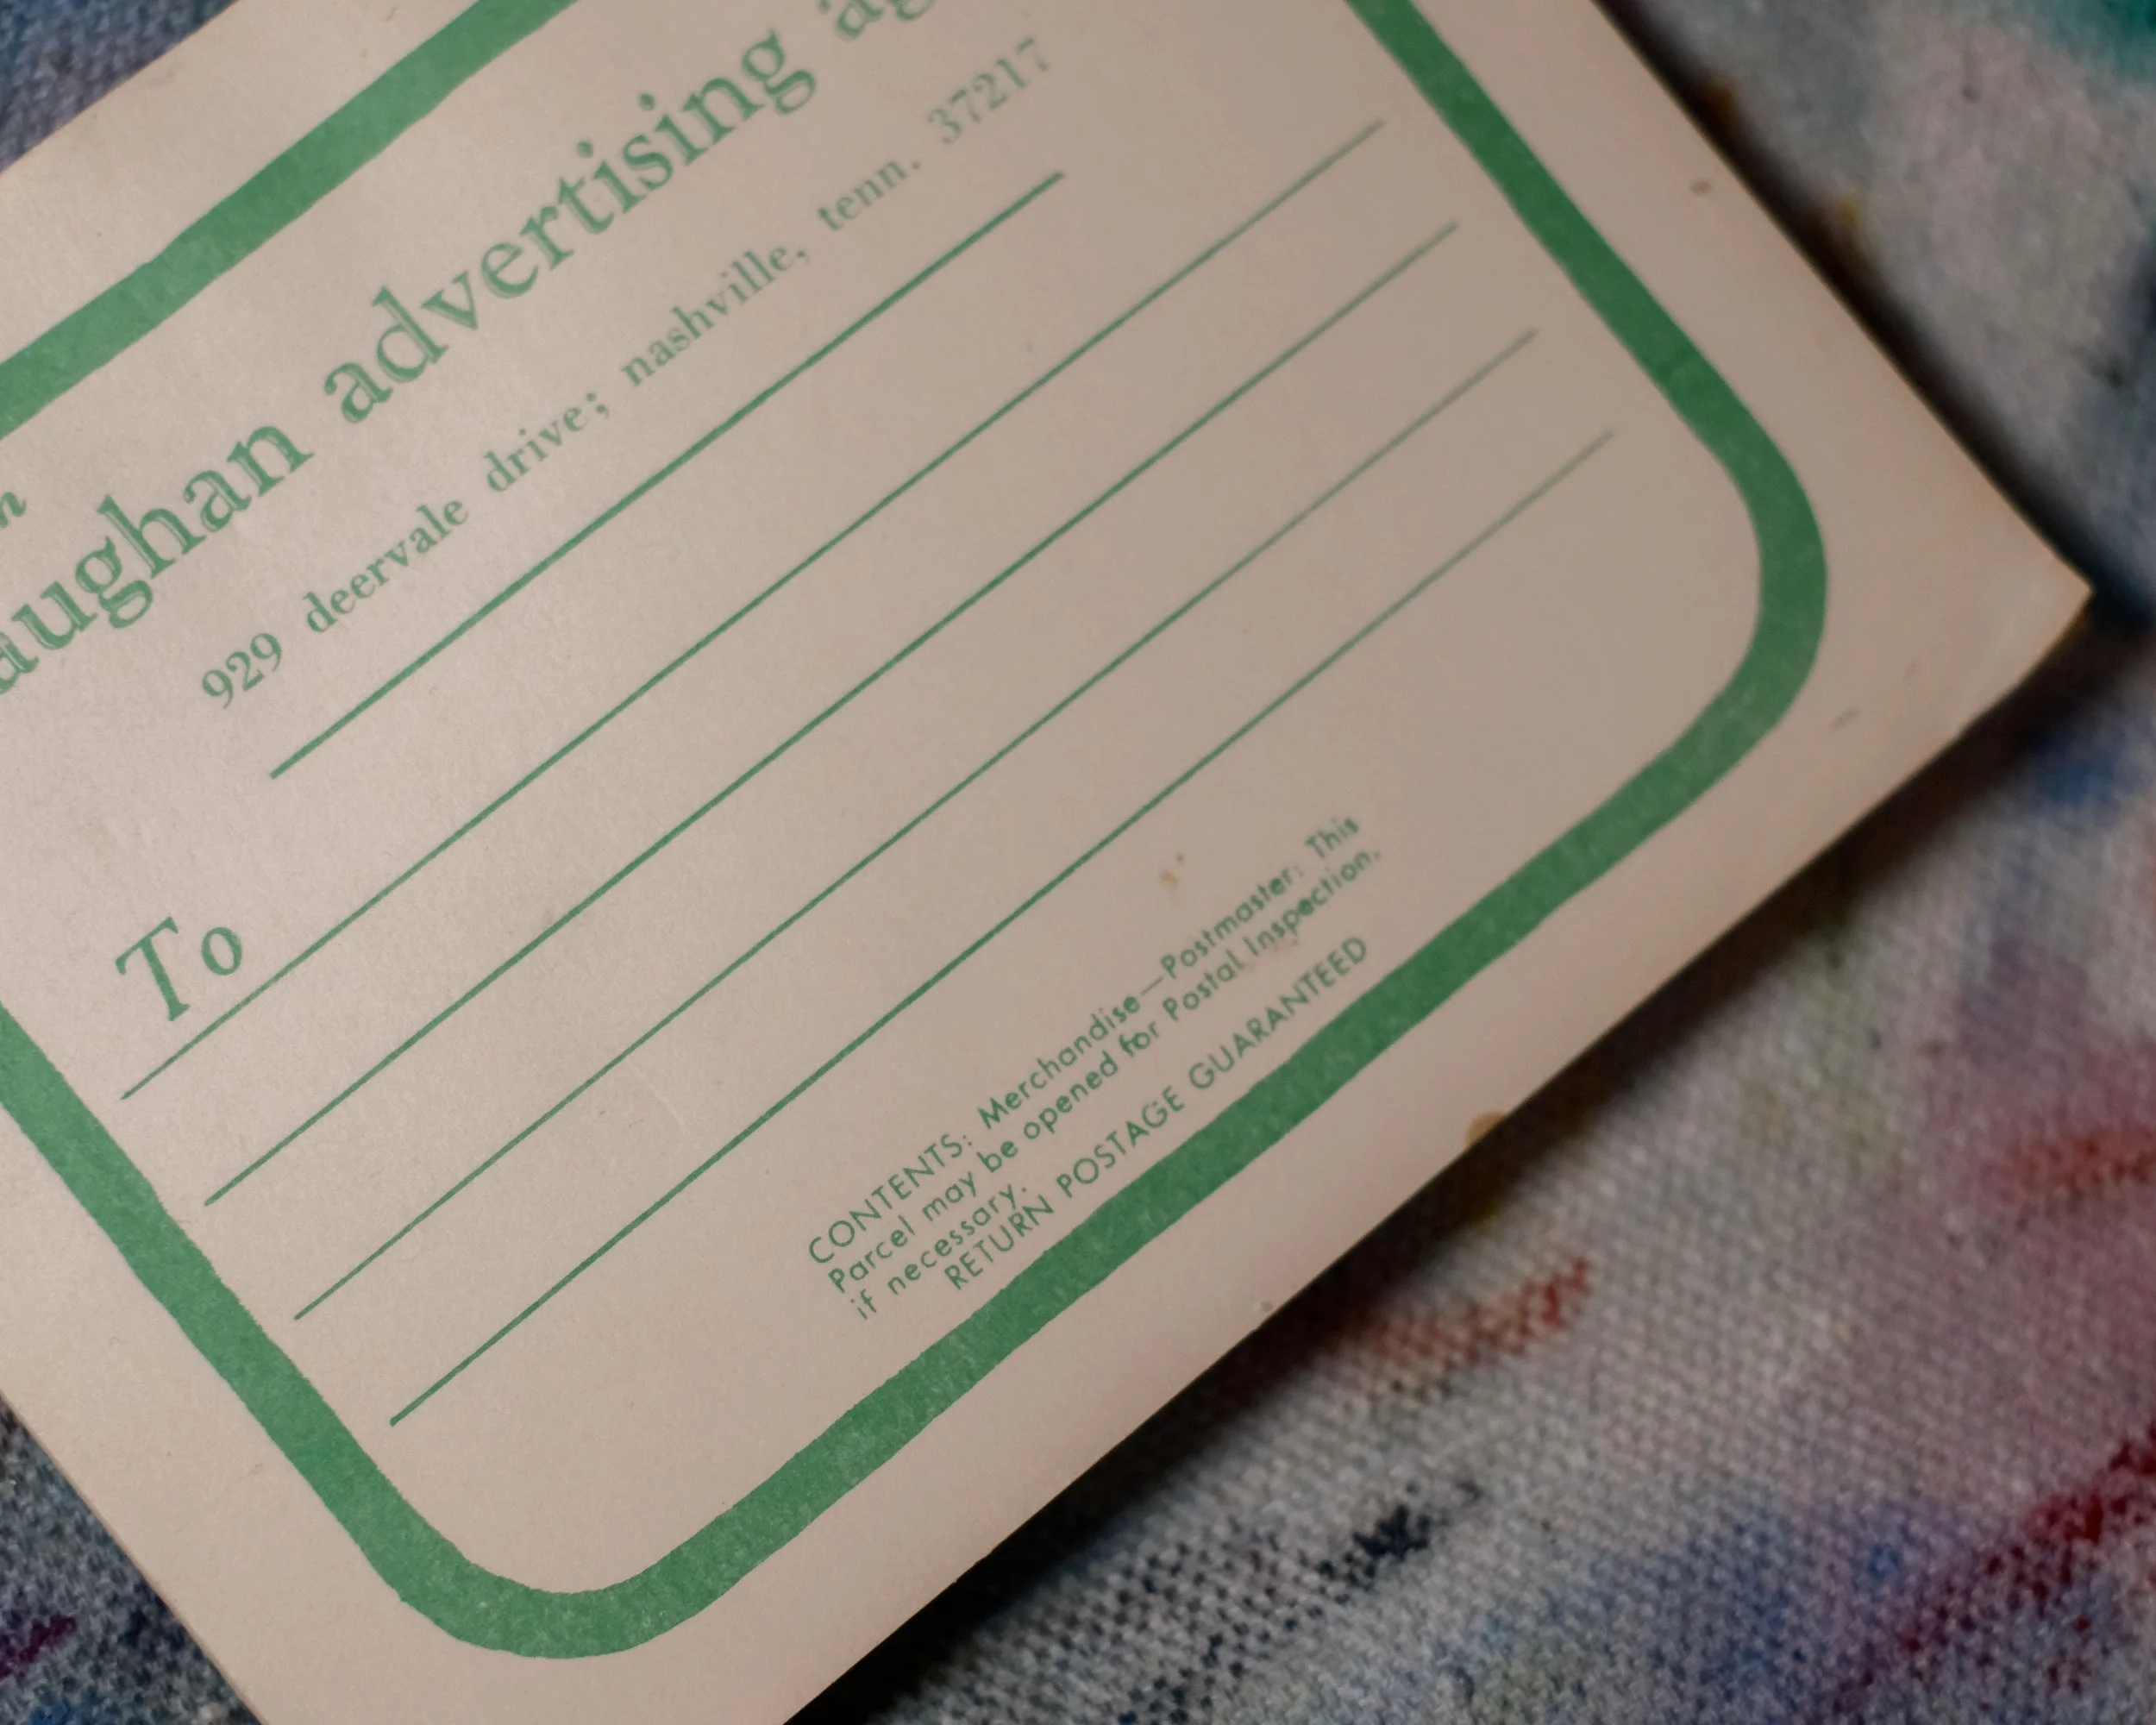 aughan advertising ag
929 deervale drive; nashville, tenn. 37217
To
CONTENTS: Merchandise—Postmaster: This
Parcel may be opened for Postal Inspection.
if necessary.
RETURN POSTAGE GUARANTEED